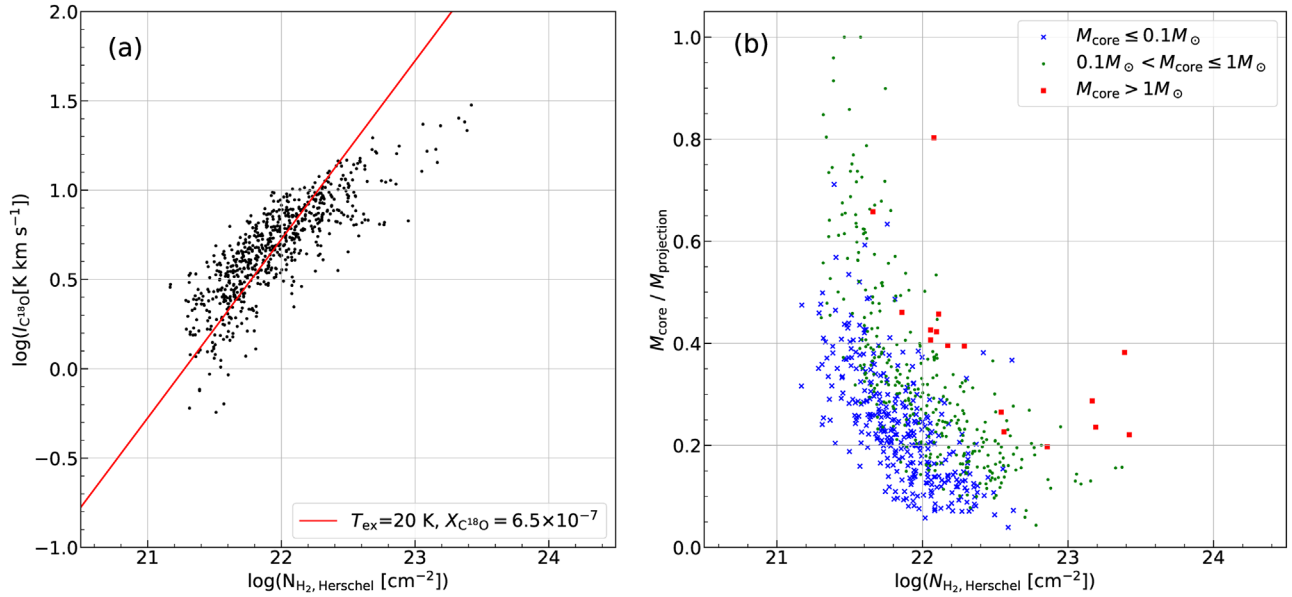 (a)
2.0
1.5
1.0
0.5
0.0
−0.5
−1.0
log(I_C¹⁸O[K km s⁻¹])
T_ex=20 K, X_C¹⁸O = 6.5×10⁻⁷
21 22 23 24
log(N_H₂, Herschel [cm⁻²])
(b)
M_core ≤ 0.1M_⊙
0.1M_⊙ < M_core ≤ 1M_⊙
M_core > 1M_⊙
1.0
0.8
0.6
0.4
0.2
0.0
M_core / M_projection
21 22 23 24
log(N_H₂, Herschel [cm⁻²])